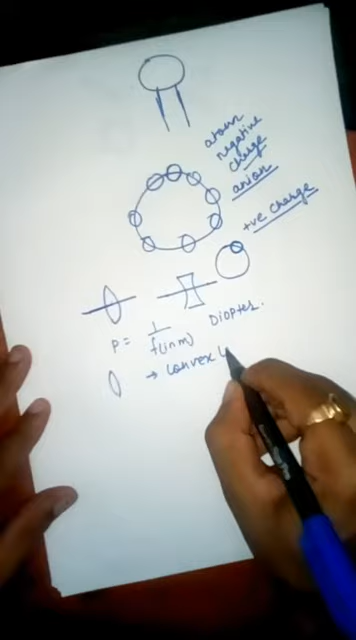 atom
negative
charge
anion
+ve charge
P = 1/f(in m) Diopter.
→ convex